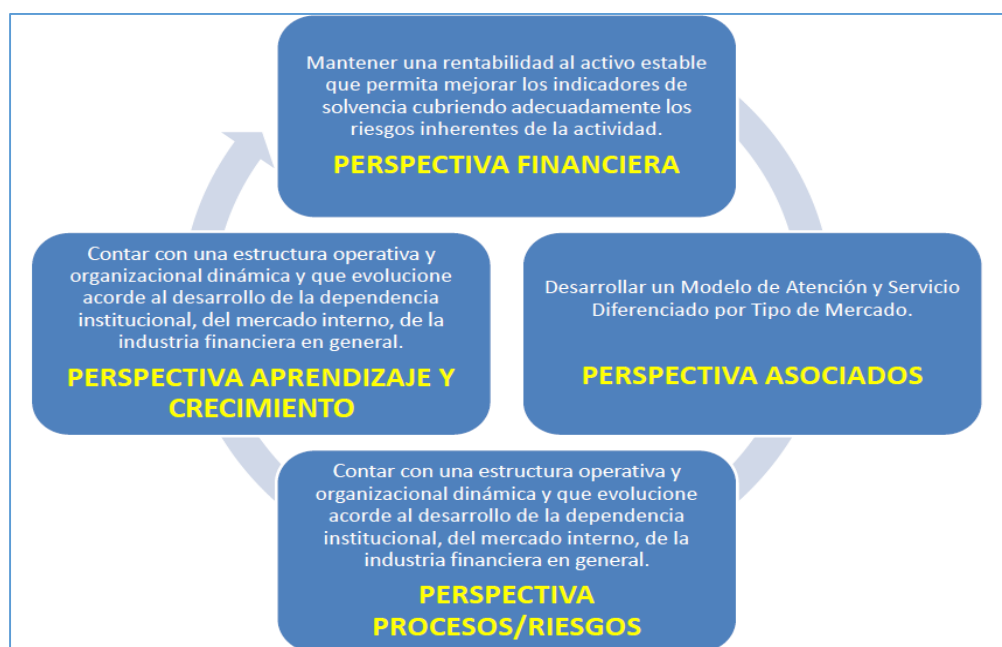 Mantener una rentabilidad al activo estable
que permita mejorar los indicadores de
solvencia cubriendo adecuadamente los
riesgos inherentes de la actividad.
PERSPECTIVA FINANCIERA
Desarrollar un Modelo de Atención y Servicio
Diferenciado por Tipo de Mercado.
PERSPECTIVA ASOCIADOS
Contar con una estructura operativa y
organizacional dinámica y que evolucione
acorde al desarrollo de la dependencia
institucional, del mercado interno, de la
industria financiera en general.
PERSPECTIVA
PROCESOS/RIESGOS
Contar con una estructura operativa y
organizacional dinámica y que evolucione
acorde al desarrollo de la dependencia
institucional, del mercado interno, de la
industria financiera en general.
PERSPECTIVA APRENDIZAJE Y
CRECIMIENTO